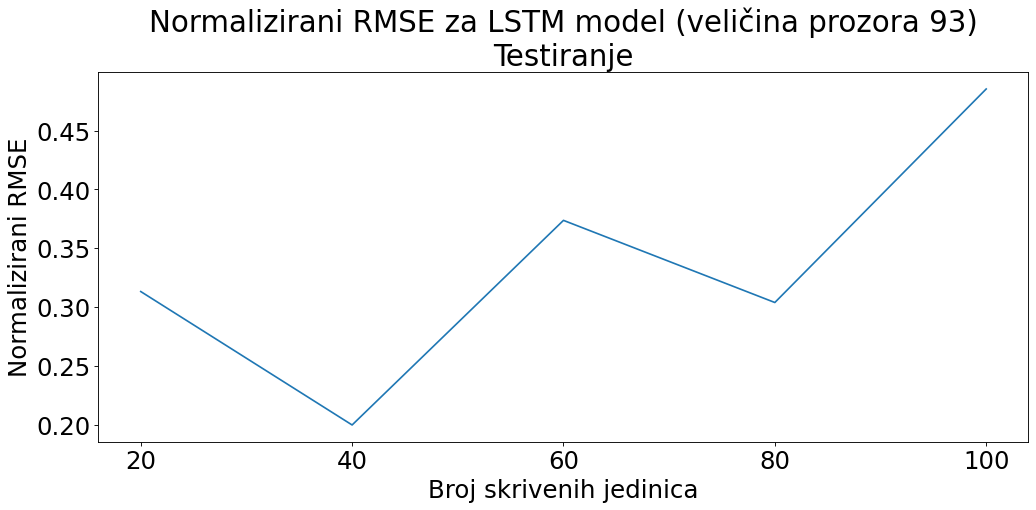 Normalizirani RMSE za LSTM model (veličina prozora 93)
Testiranje
Normalizirani RMSE
0.45
0.40
0.35
0.30
0.25
0.20
20 40 60 80 100
Broj skrivenih jedinica